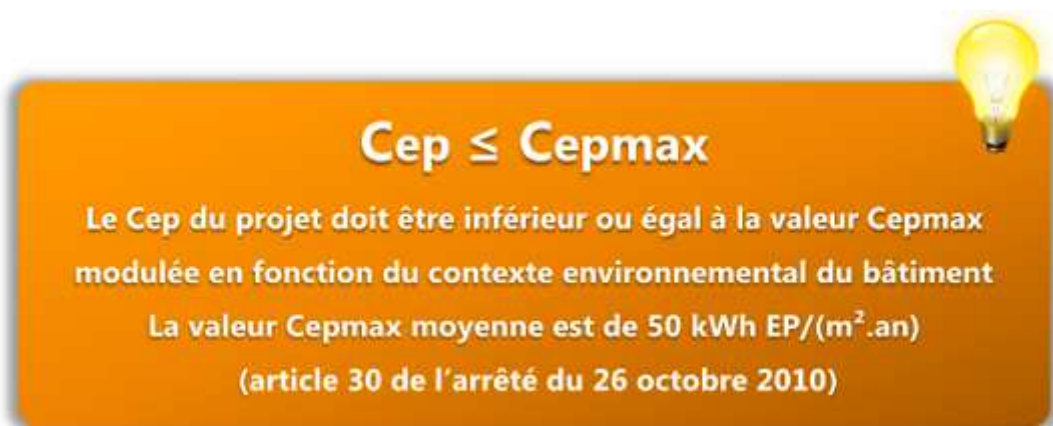 Cep ≤ Cepmax
Le Cep du projet doit être inférieur ou égal à la valeur Cepmax
modulée en fonction du contexte environnemental du bâtiment
La valeur Cepmax moyenne est de 50 kWh EP/(m².an)
(article 30 de l'arrêté du 26 octobre 2010)